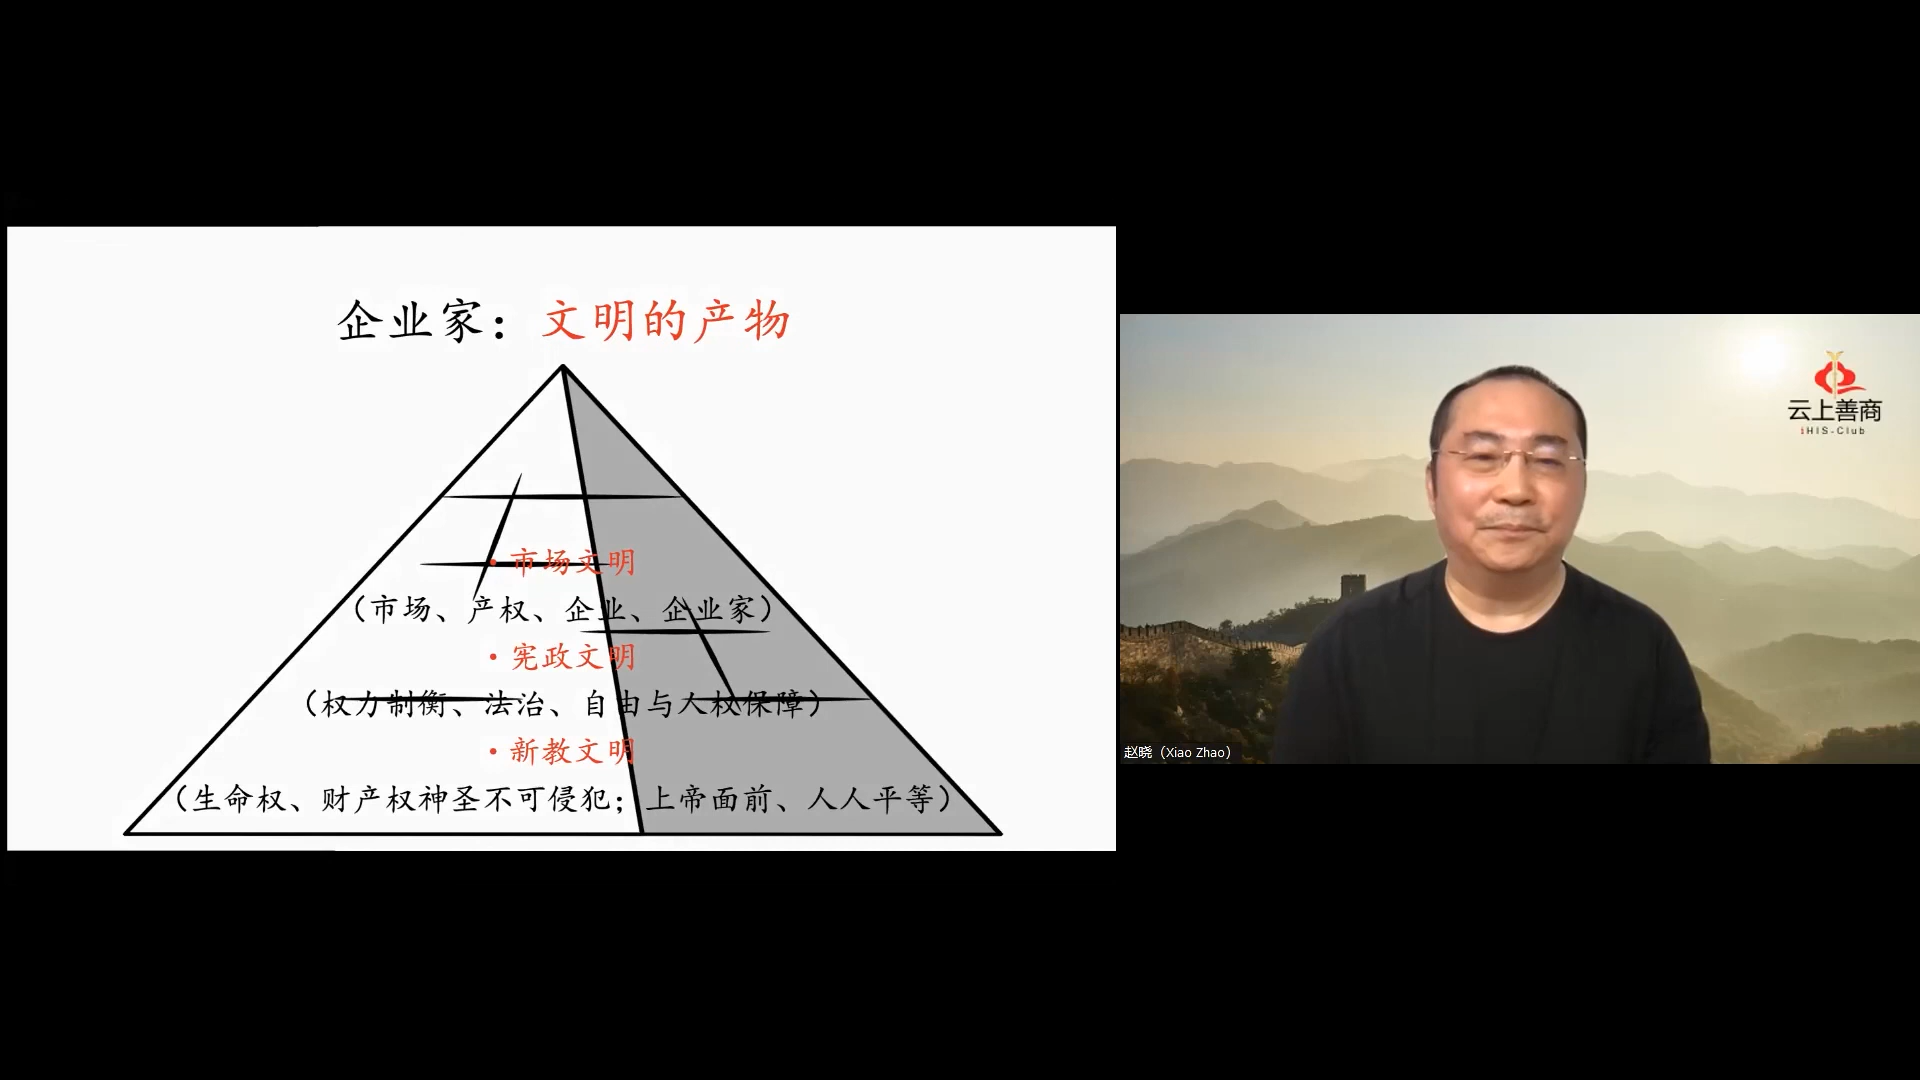 企业家：文明的产物
• 市场文明
（市场、产权、企业、企业家）
• 宪政文明
（权力制衡、法治、自由与人权保障）
• 新教文明
（生命权、财产权神圣不可侵犯；上帝面前、人人平等）
云上善商
iHIS-Club
赵晓（Xiao Zhao）